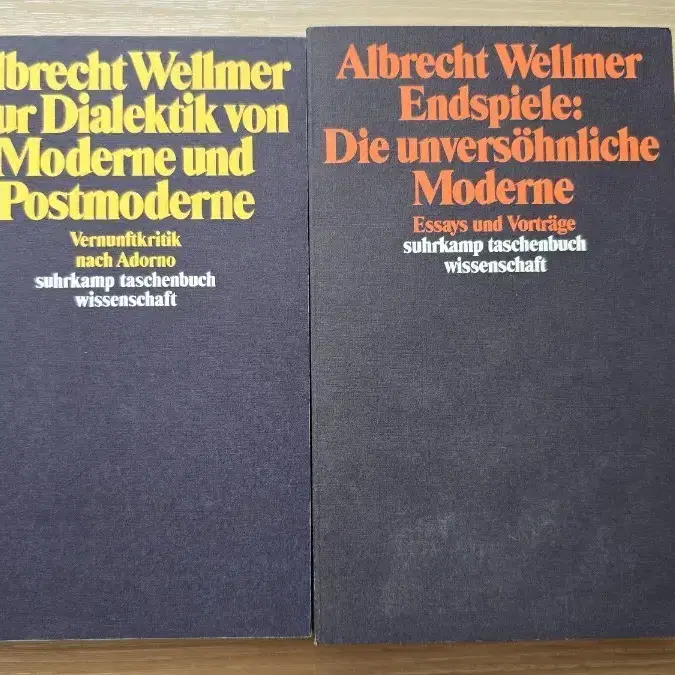 lbrecht Wellmer
ur Dialektik von
Moderne und
Postmoderne
Vernunftkritik
nach Adorno
suhrkamp taschenbuch
wissenschaft
Albrecht Wellmer
Endspiele:
Die unversöhnliche
Moderne
Essays und Vorträge
suhrkamp taschenbuch
wissenschaft